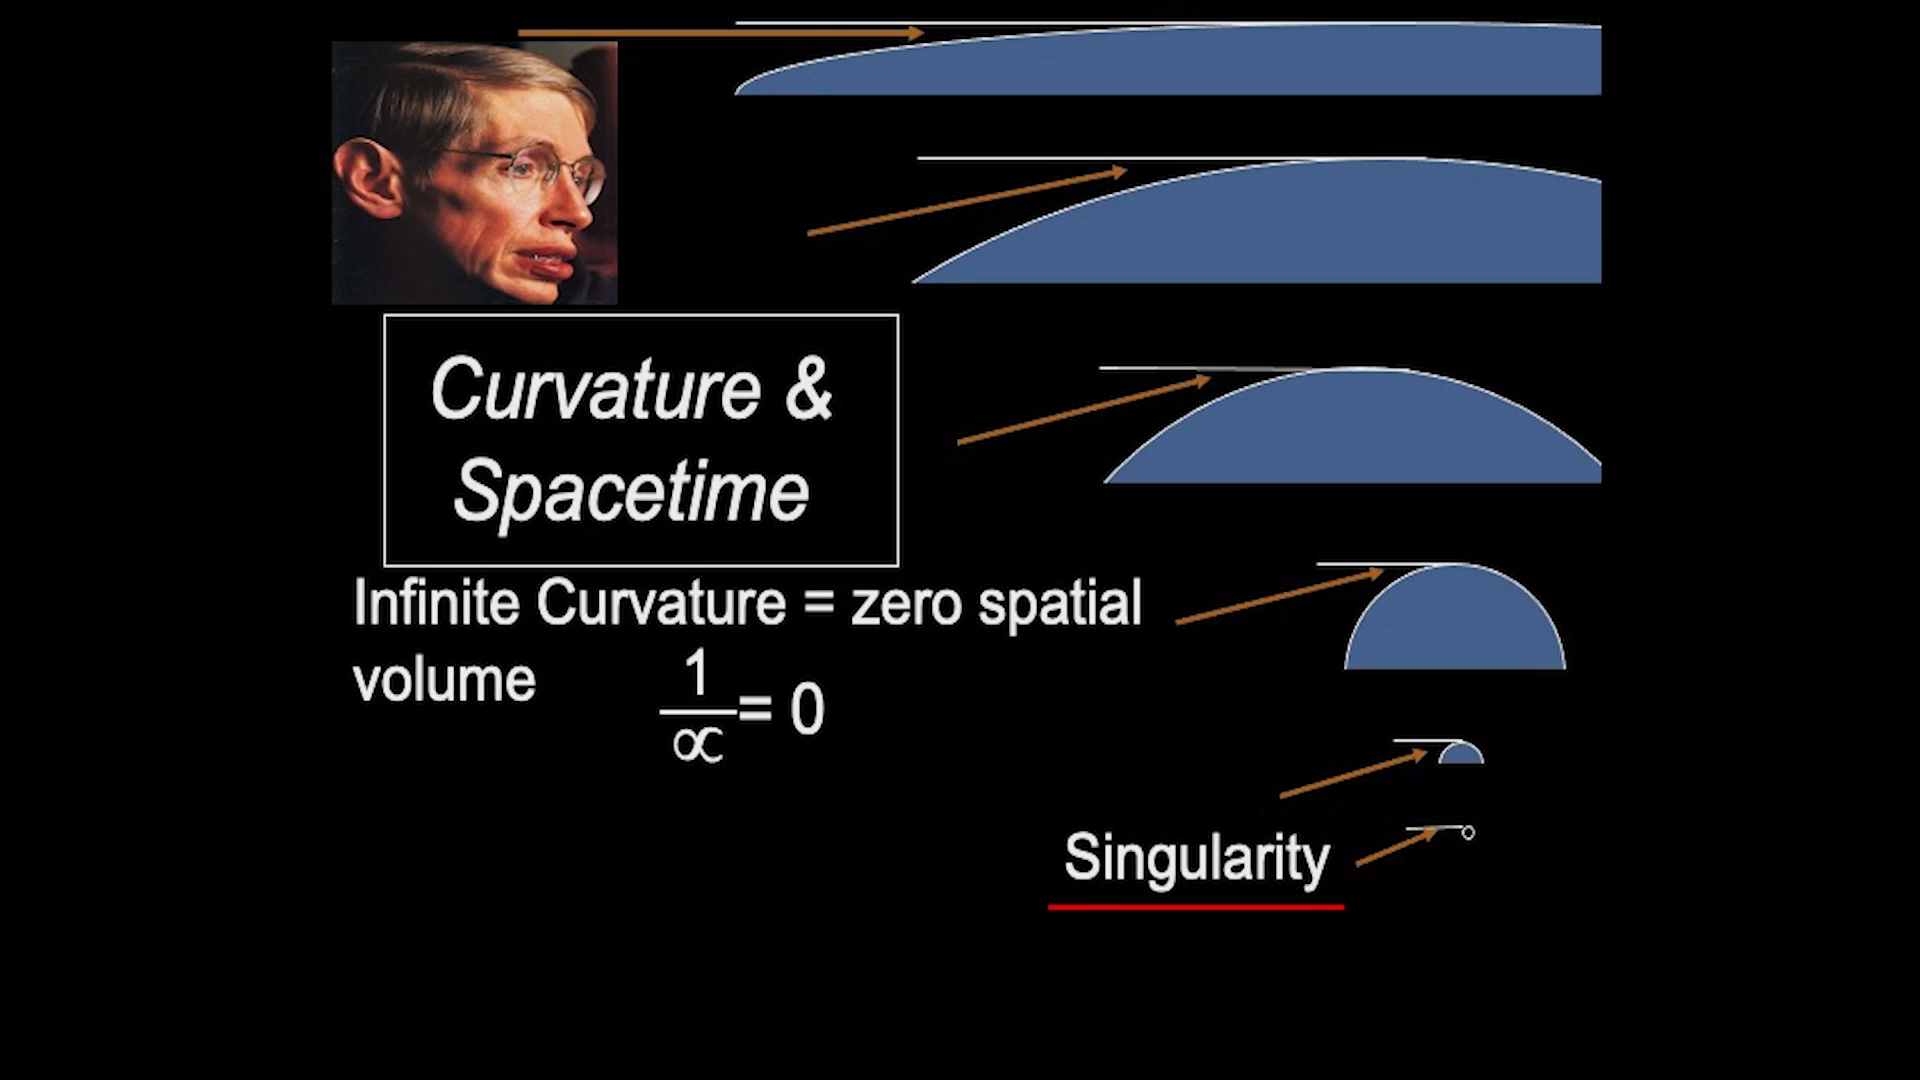 Curvature &
Spacetime
Infinite Curvature = zero spatial
volume
1
∝ = 0
Singularity